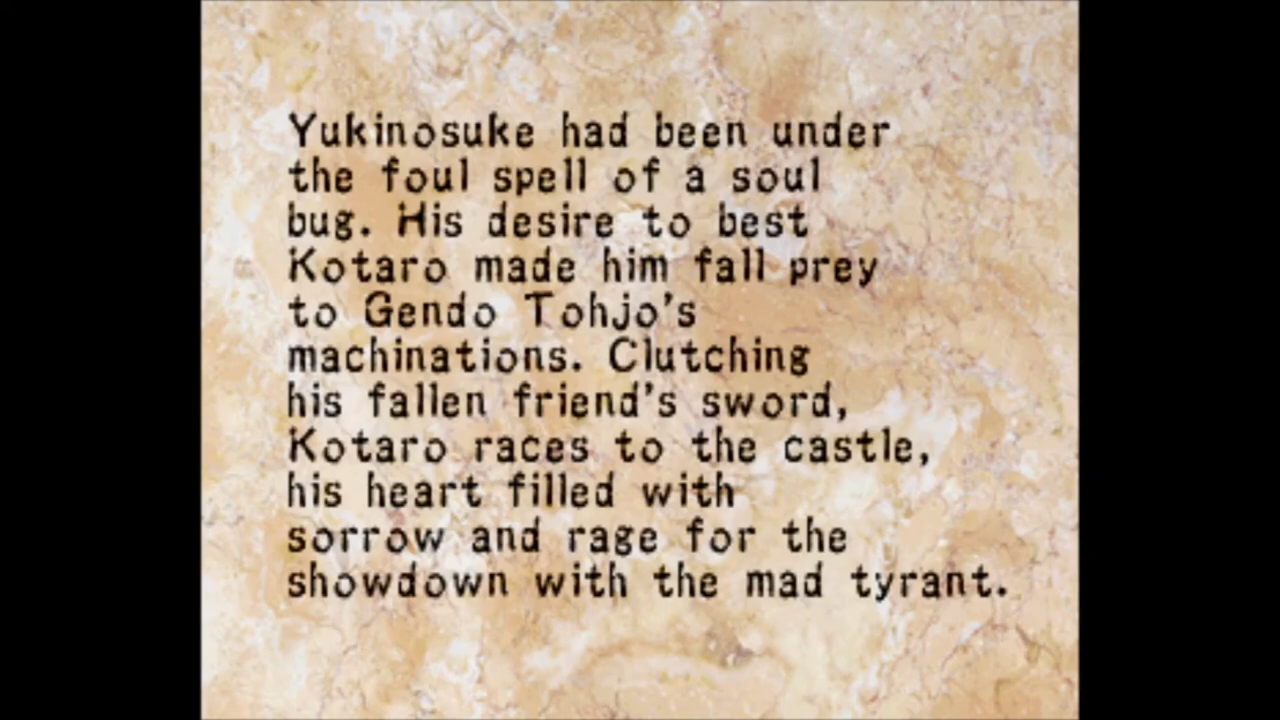 Yukinosuke had been under
the foul spell of a soul
bug. His desire to best
Kotaro made him fall prey
to Gendo Tohjo's
machinations. Clutching
his fallen friend's sword,
Kotaro races to the castle,
his heart filled with
sorrow and rage for the
showdown with the mad tyrant.